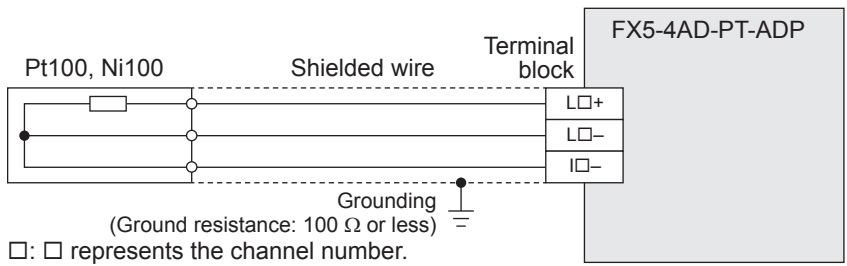 FX5-4AD-PT-ADP
Terminal
block
Pt100, Ni100
Shielded wire
L□+
L□–
I□–
Grounding
(Ground resistance: 100 Ω or less)
□: □ represents the channel number.